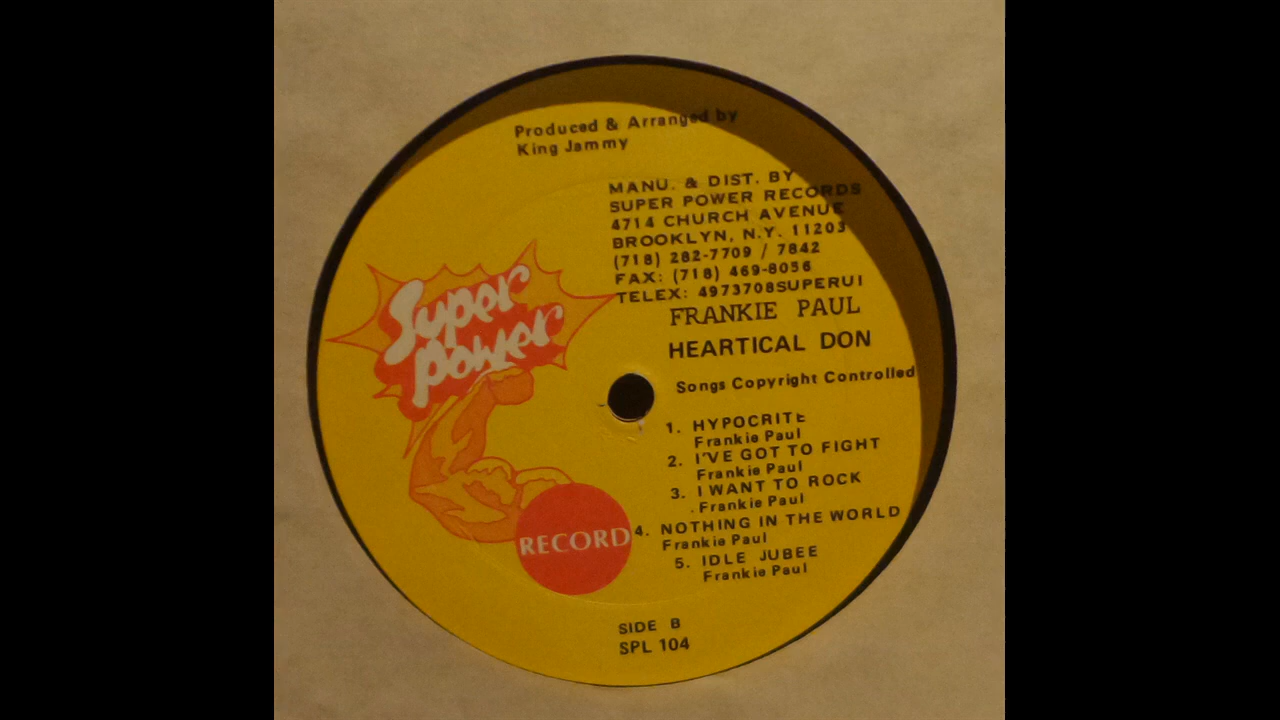 Produced & Arranged by
King Jammy
MANU. & DIST. BY
SUPER POWER RECORDS
4714 CHURCH AVENUE
BROOKLYN, N.Y. 11203
(718) 282-7709 / 7842
FAX: (718) 469-8056
TELEX: 4973708SUPERUI
FRANKIE PAUL
HEARTICAL DON
Songs Copyright Controlled
Super
Power
RECORD
1. HYPOCRITE
Frankie Paul
2. I'VE GOT TO FIGHT
Frankie Paul
3. I WANT TO ROCK
Frankie Paul
4. NOTHING IN THE WORLD
Frankie Paul
5. IDLE JUBEE
Frankie Paul
SIDE B
SPL 104